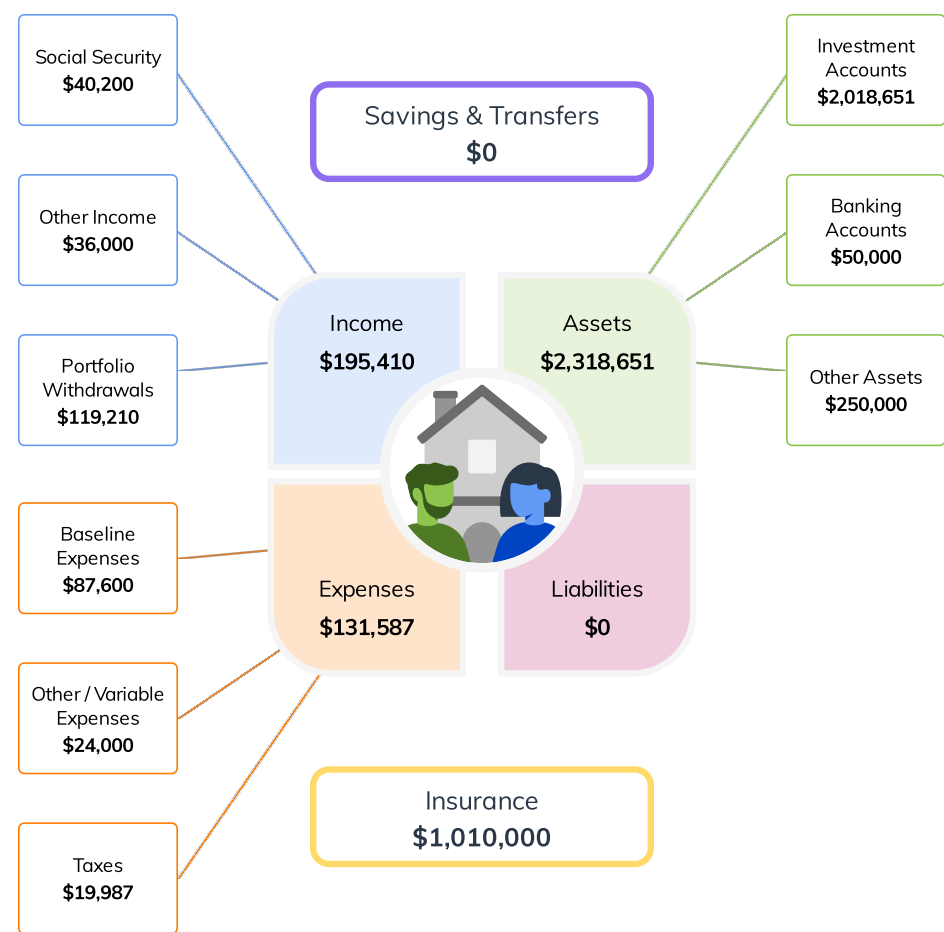 Social Security
$40,200
Other Income
$36,000
Portfolio
Withdrawals
$119,210
Baseline
Expenses
$87,600
Other / Variable
Expenses
$24,000
Taxes
$19,987
Savings & Transfers
$0
Income
$195,410
Assets
$2,318,651
Expenses
$131,587
Liabilities
$0
Insurance
$1,010,000
Investment
Accounts
$2,018,651
Banking
Accounts
$50,000
Other Assets
$250,000